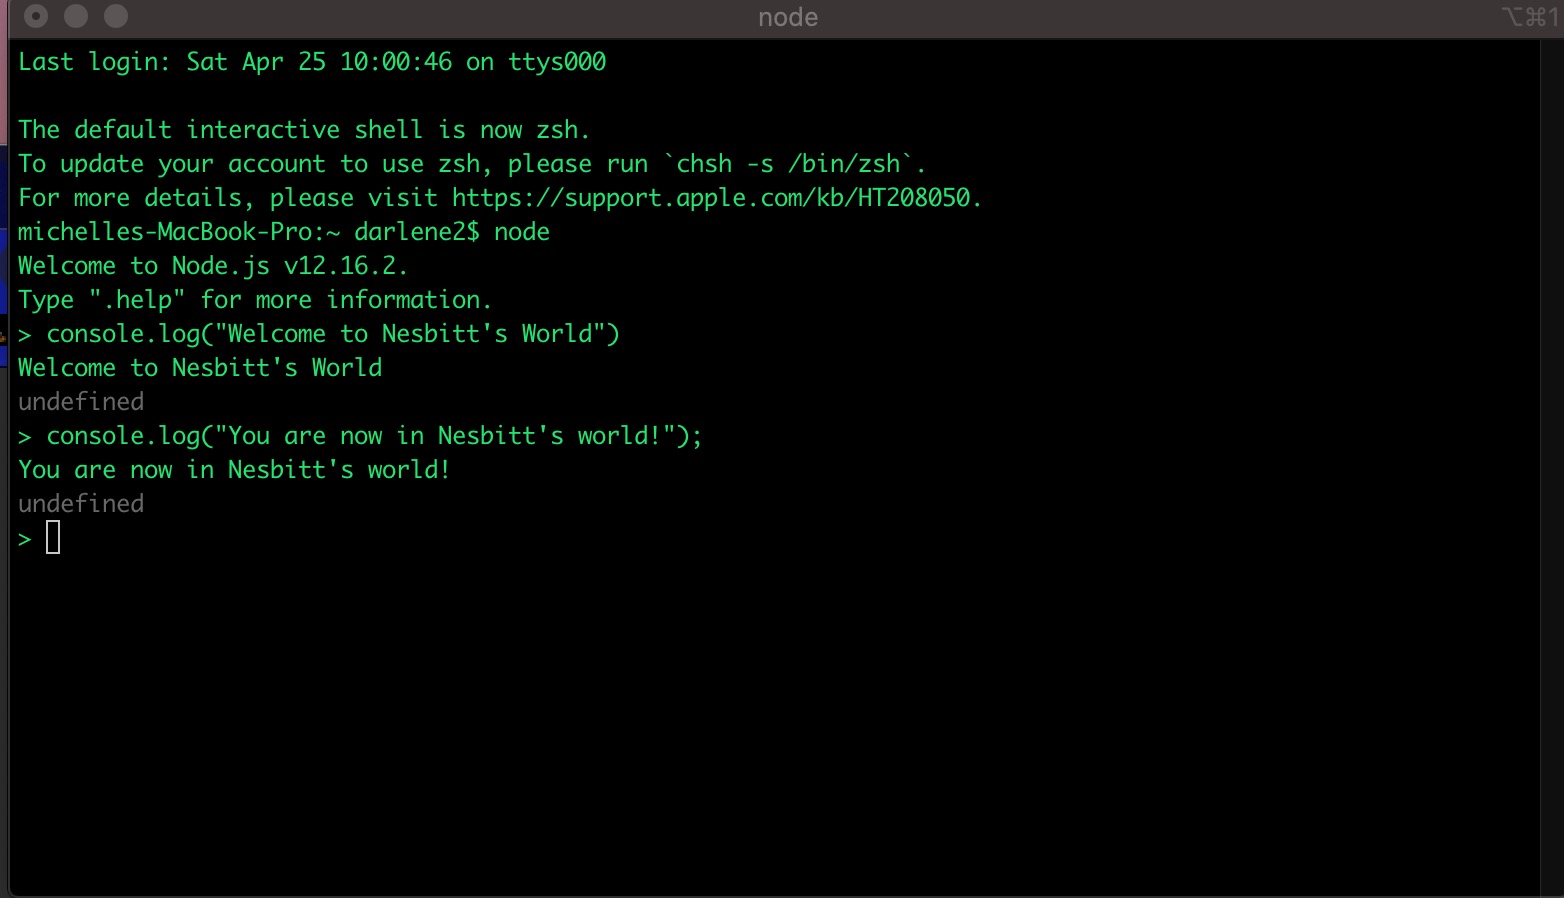 node
⌥⌘1
Last login: Sat Apr 25 10:00:46 on ttys000
The default interactive shell is now zsh.
To update your account to use zsh, please run `chsh -s /bin/zsh`.
For more details, please visit https://support.apple.com/kb/HT208050.
michelles-MacBook-Pro:~ darlene2$ node
Welcome to Node.js v12.16.2.
Type ".help" for more information.
> console.log("Welcome to Nesbitt's World")
Welcome to Nesbitt's World
undefined
> console.log("You are now in Nesbitt's world!");
You are now in Nesbitt's world!
undefined
>